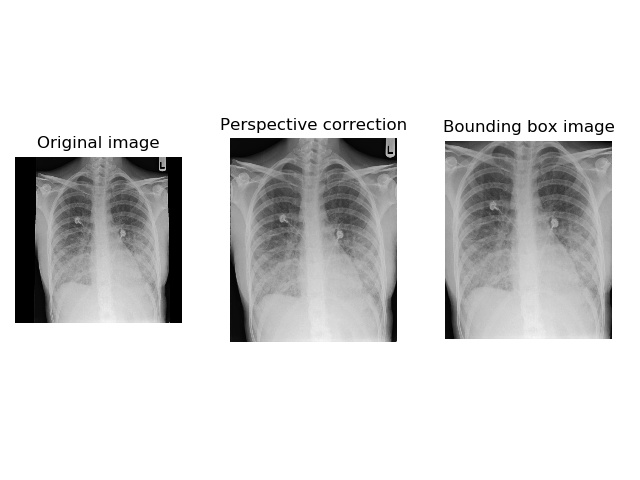 Original image
Perspective correction
Bounding box image
L
L